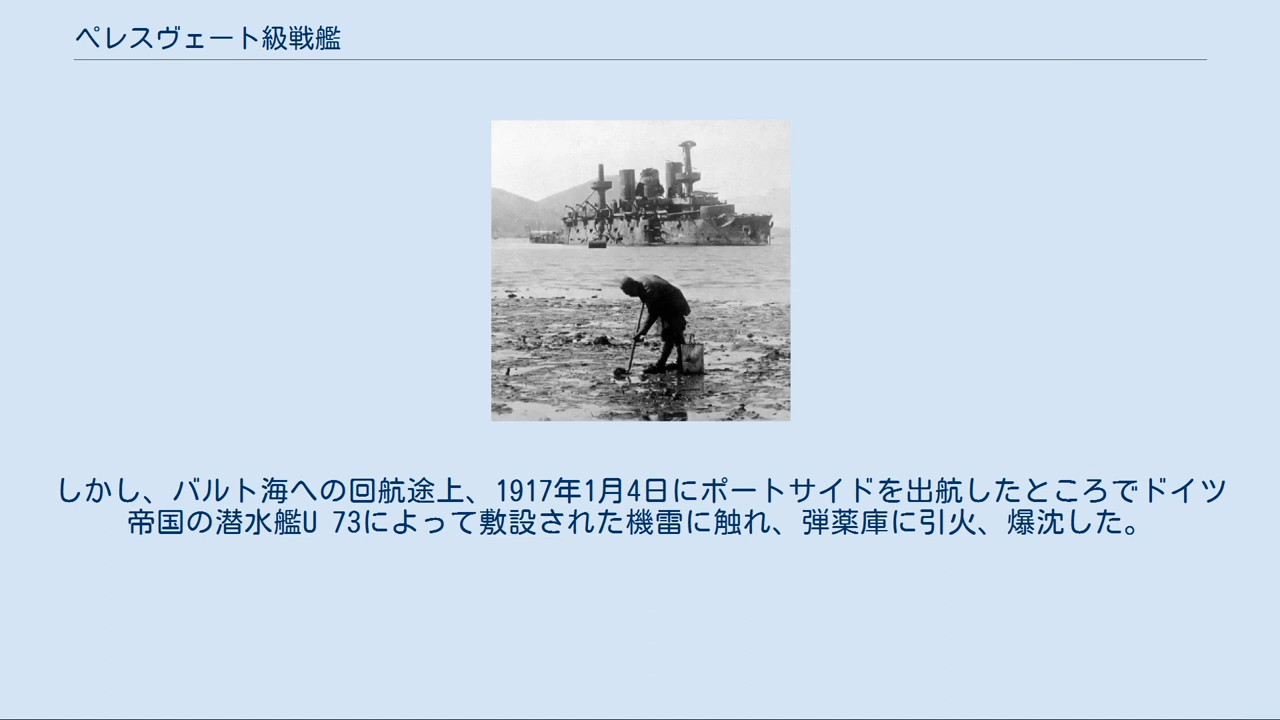 ペレスヴェート級戦艦
しかし、バルト海への回航途上、1917年1月4日にポートサイドを出航したところでドイツ
帝国の潜水艦U 73によって敷設された機雷に触れ、弾薬庫に引火、爆沈した。